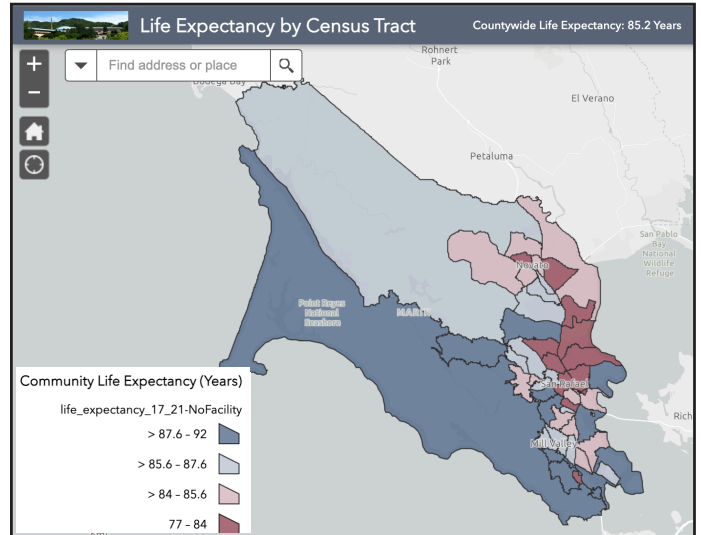 Life Expectancy by Census Tract
Countywide Life Expectancy: 85.2 Years
+
−
Find address or place
Rohnert
Park
El Verano
Petaluma
San Pablo
Bay
National
Wildlife
Refuge
Novato
Point Reyes
National
Seashore
MARIN
San Rafael
Rich
Mill Valley
Community Life Expectancy (Years)
life_expectancy_17_21-NoFacility
> 87.6 – 92
> 85.6 – 87.6
> 84 – 85.6
77 – 84